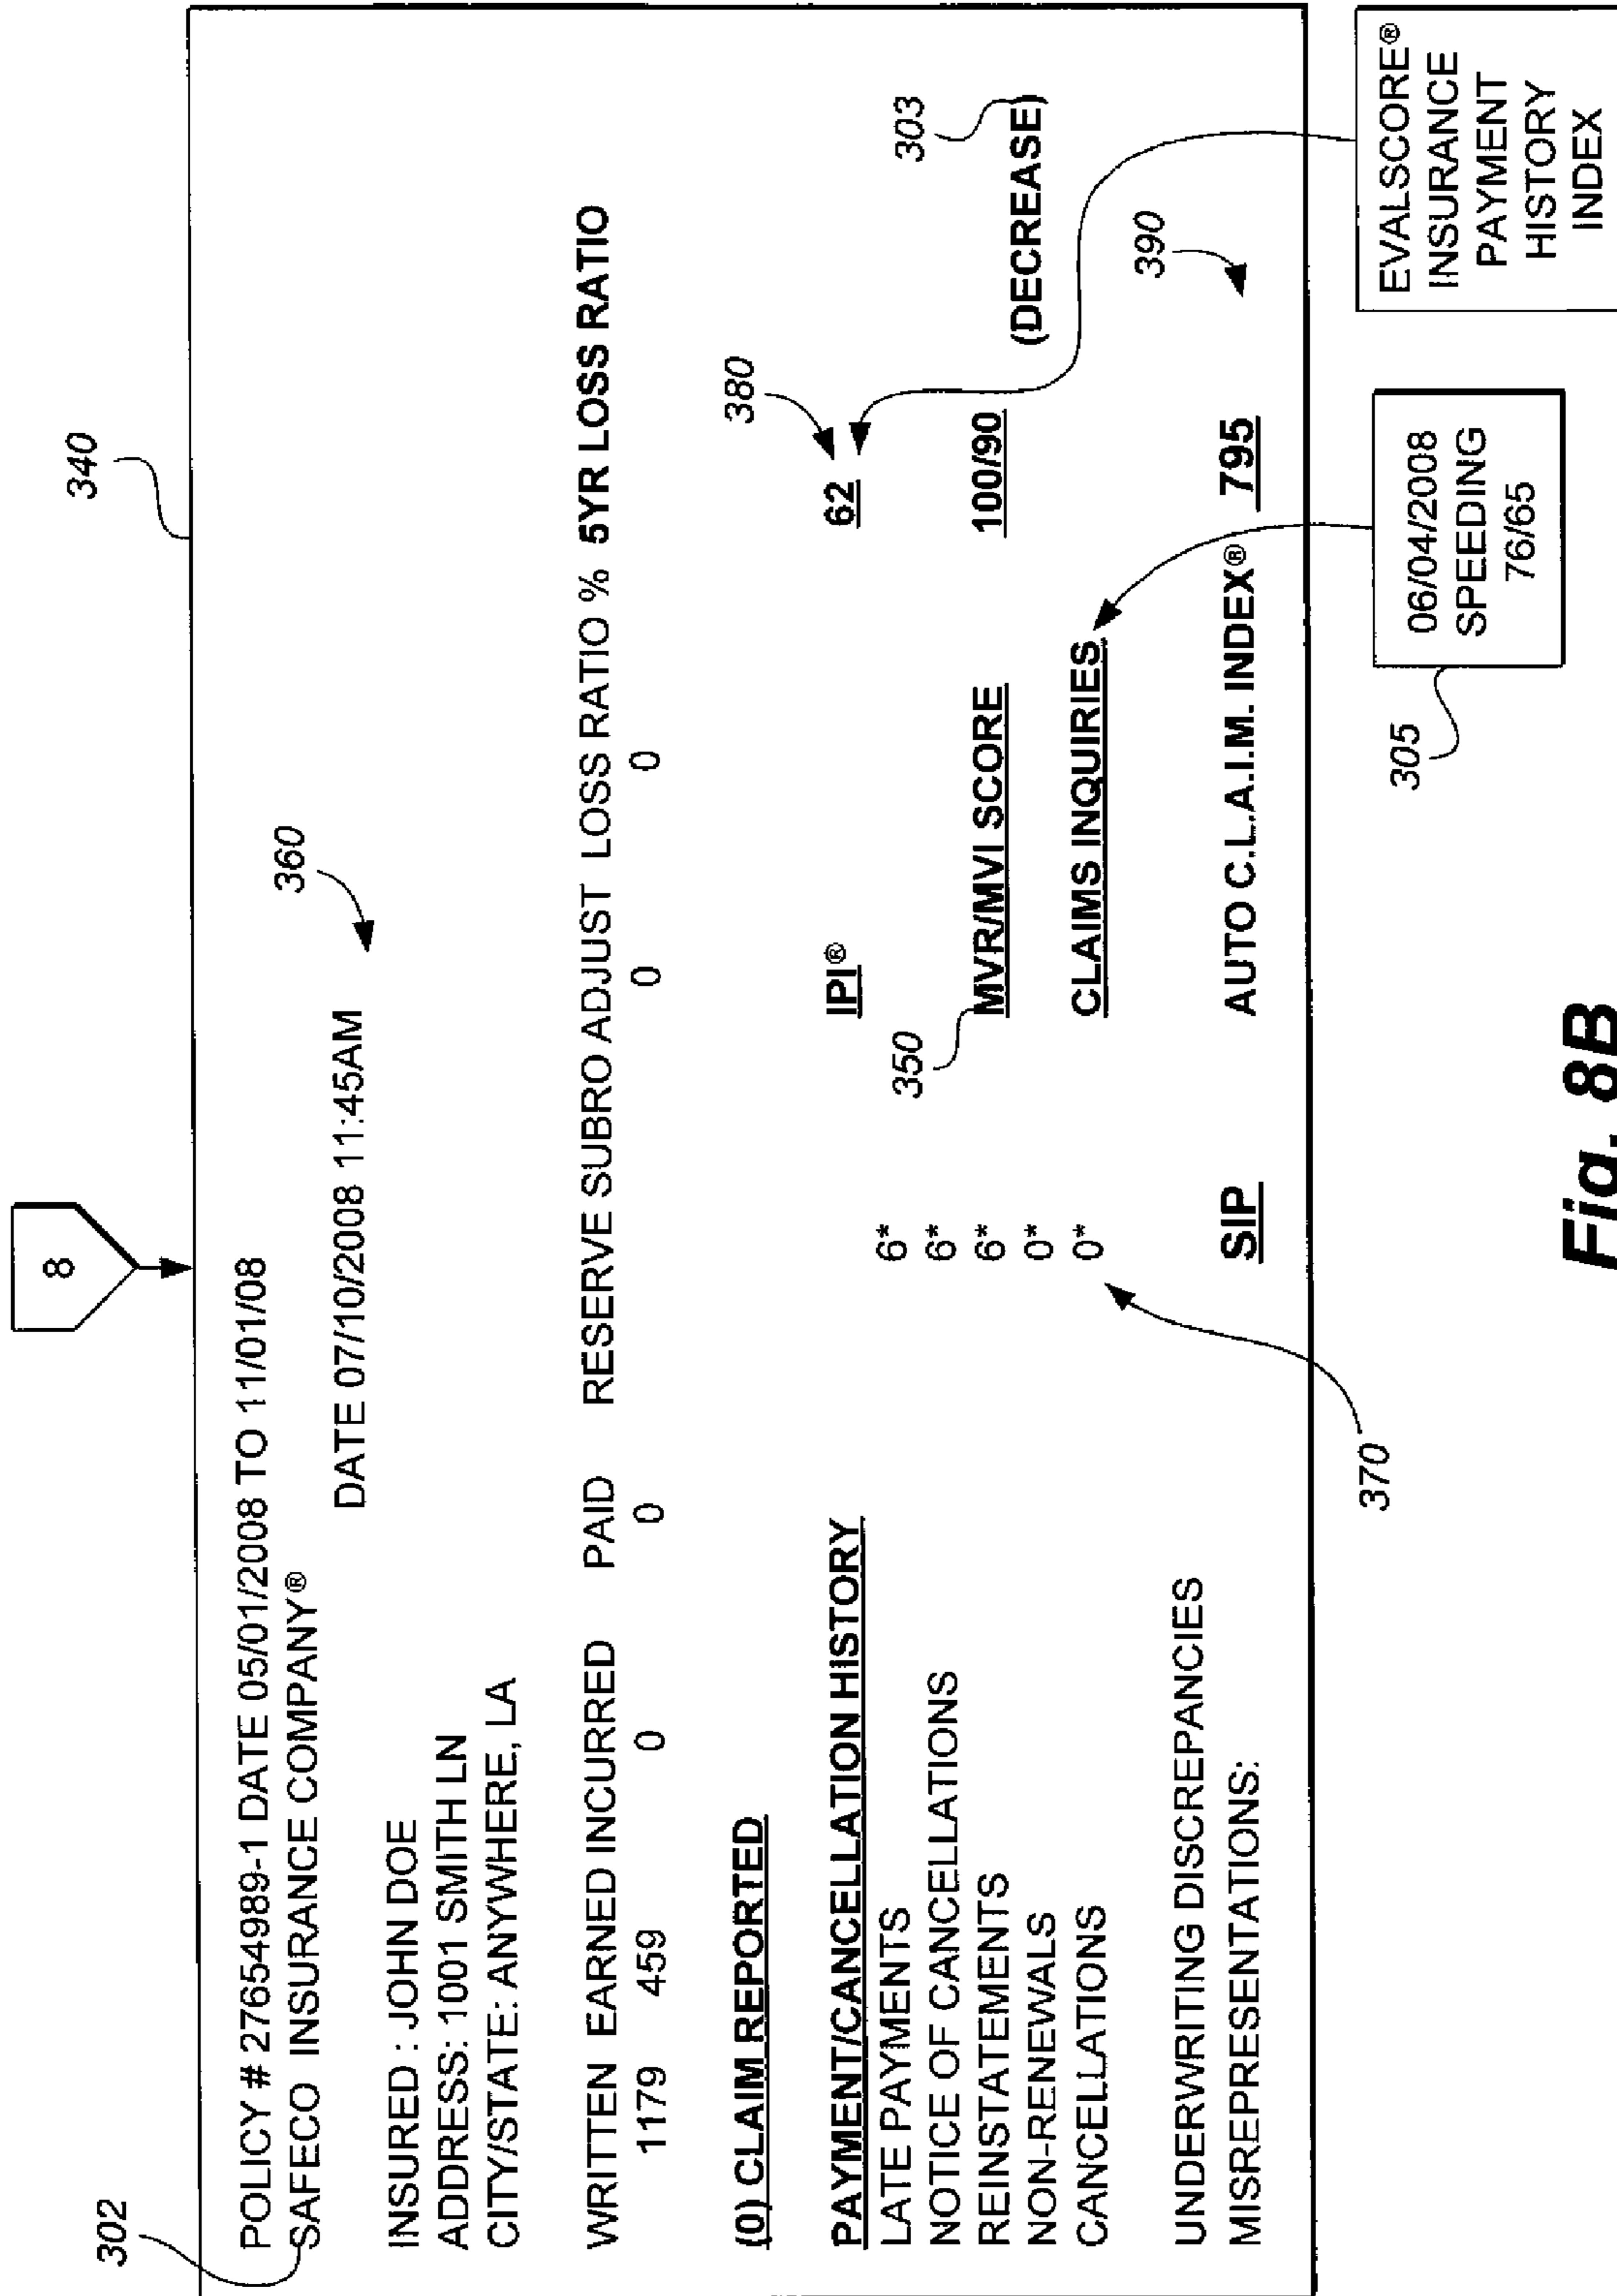 8
340
302
POLICY # 27654989-1 DATE 05/01/2008 TO 11/01/08
SAFECO INSURANCE COMPANY®
360
DATE 07/10/2008 11:45AM
INSURED : JOHN DOE
ADDRESS: 1001 SMITH LN
CITY/STATE: ANYWHERE, LA
WRITTEN EARNED INCURRED PAID RESERVE SUBRO ADJUST LOSS RATIO % 5YR LOSS RATIO
1179 459 0 0 0 0
(0) CLAIM REPORTED
380
PAYMENT/CANCELLATION HISTORY IPI® 62
LATE PAYMENTS 6*
NOTICE OF CANCELLATIONS 6*
350
303
REINSTATEMENTS 6* MVR/MVI SCORE 100/90
NON-RENEWALS 0* (DECREASE)
CANCELLATIONS 0* CLAIMS INQUIRIES
390
UNDERWRITING DISCREPANCIES
MISREPRESENTATIONS: SIP AUTO C.L.A.I.M. INDEX® 795
370
305
06/04/2008
SPEEDING
76/65
EVALSCORE®
INSURANCE
PAYMENT
HISTORY
INDEX
Fig. 8B